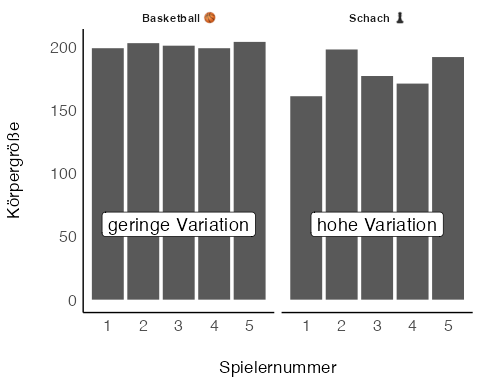 Basketball 🏀 Schach ♟
200
150
100
50
0
Körpergröße
geringe Variation hohe Variation
1 2 3 4 5 1 2 3 4 5
Spielernummer